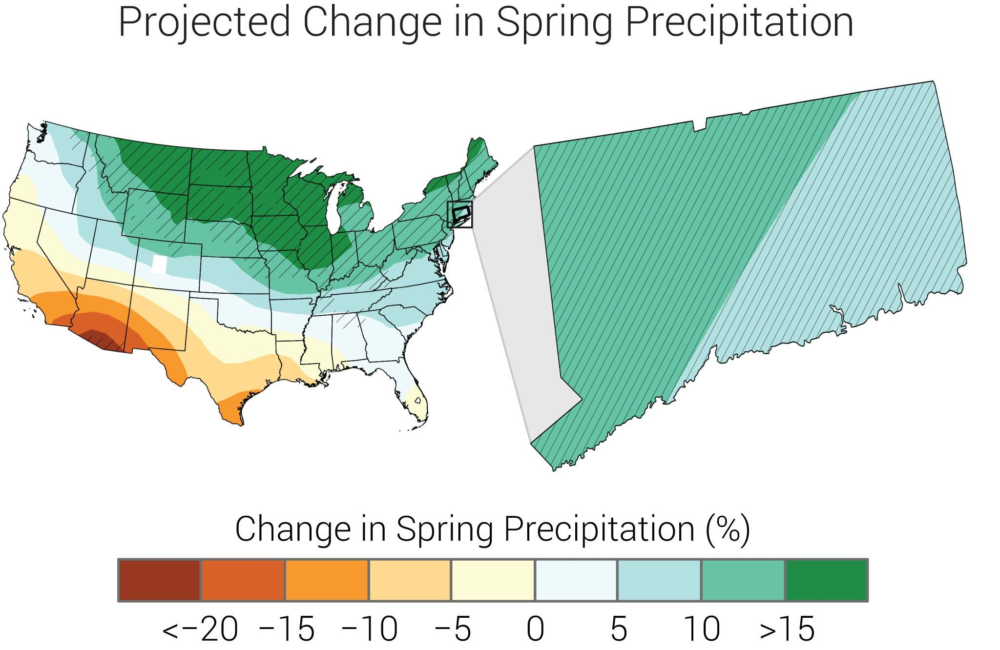 Projected Change in Spring Precipitation
Change in Spring Precipitation (%)
<−20 −15 −10 −5 0 5 10 >15